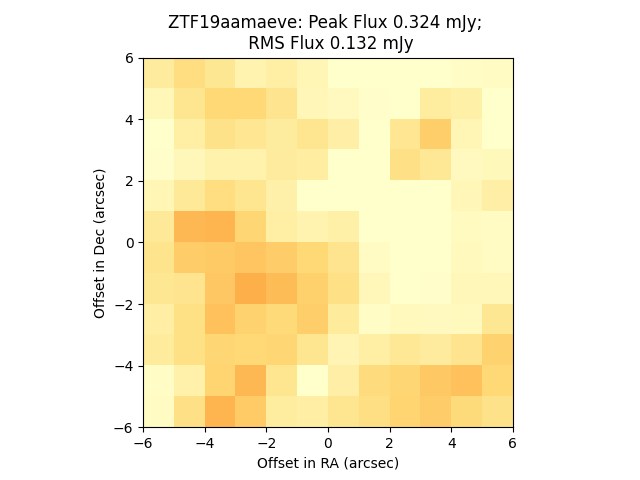 ZTF19aamaeve: Peak Flux 0.324 mJy;
RMS Flux 0.132 mJy
6
4
2
0
−2
−4
−6
Offset in Dec (arcsec)
−6 −4 −2 0 2 4 6
Offset in RA (arcsec)